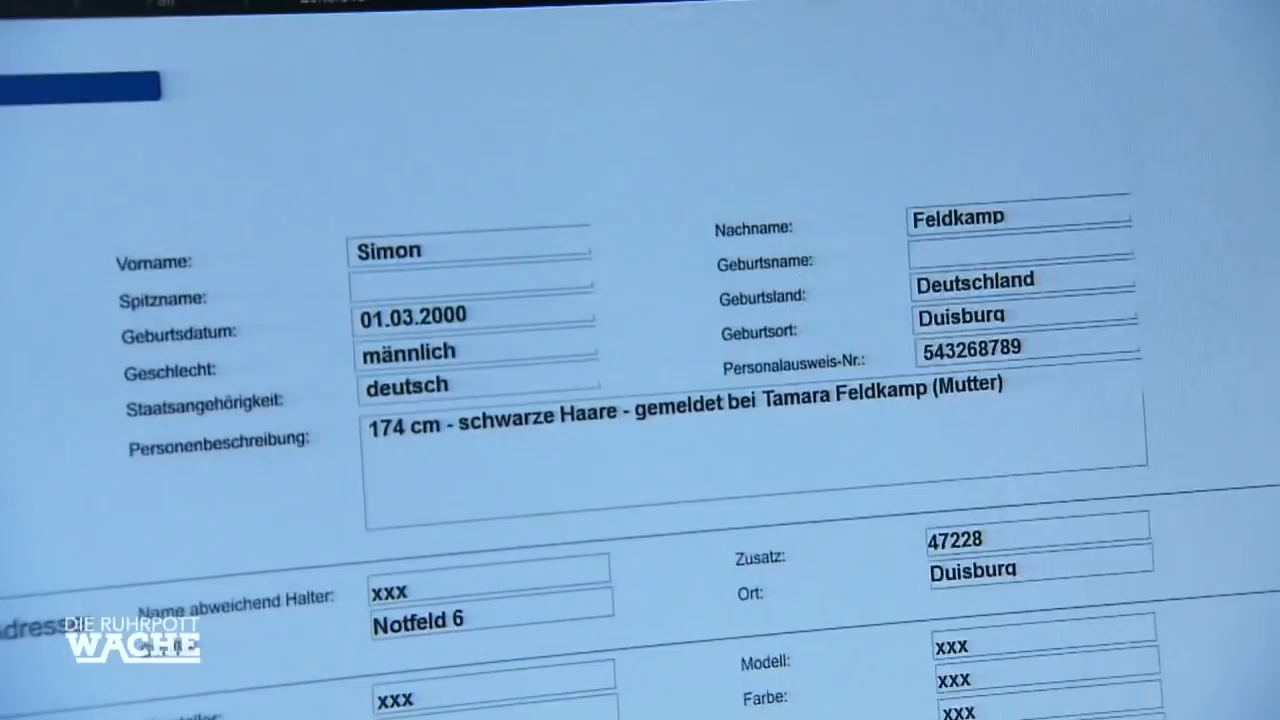 Vorname: Simon Nachname: Feldkamp
Spitzname: Geburtsname:
Geburtsdatum: 01.03.2000 Geburtsland: Deutschland
Geschlecht: männlich Geburtsort: Duisburg
Staatsangehörigkeit: deutsch Personalausweis-Nr.: 543268789
Personenbeschreibung: 174 cm - schwarze Haare - gemeldet bei Tamara Feldkamp (Mutter)
Name abweichend Halter: xxx Zusatz: 47228
Notfeld 6 Ort: Duisburg
DIE RUHRPOTT
WACHE
xxx Modell: xxx
Farbe: xxx
xxx